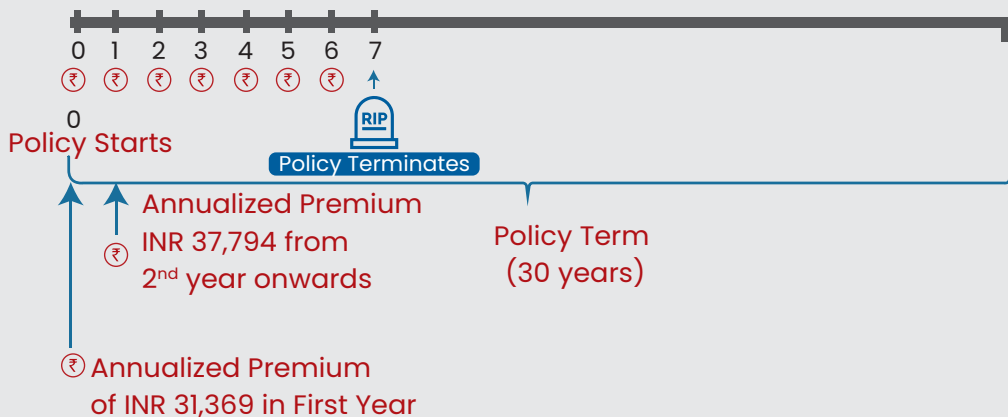 0 1 2 3 4 5 6 7
₹ ₹ ₹ ₹ ₹ ₹ ₹
0
RIP
Policy Starts
Policy Terminates
Annualized Premium
INR 37,794 from
2nd year onwards
₹
Policy Term
(30 years)
₹ Annualized Premium
of INR 31,369 in First Year